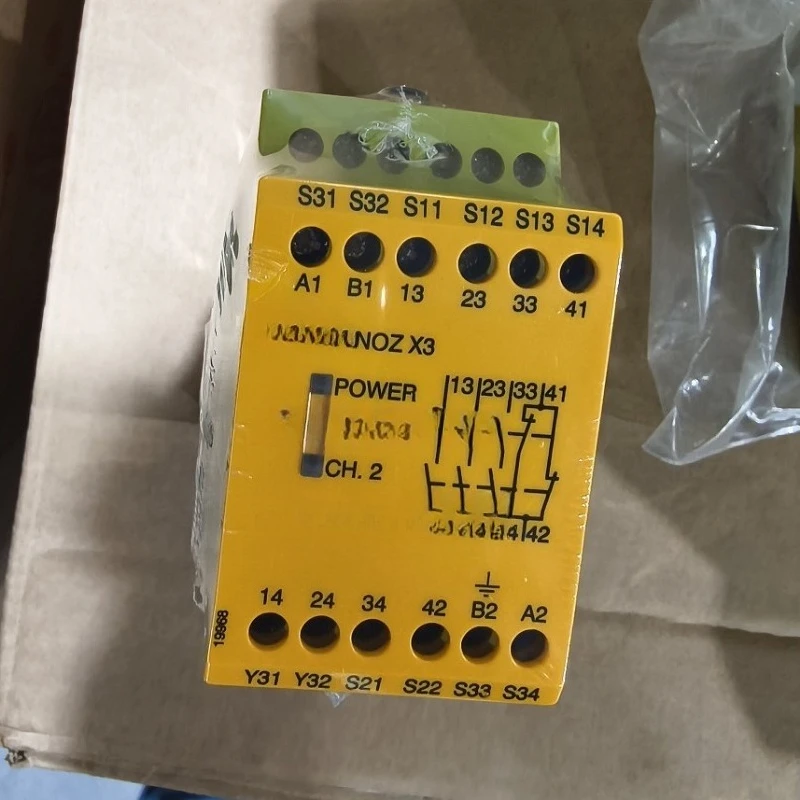 S31 S32 S11 S12 S13 S14
A1 B1 13 23 33 41
NOZ X3
POWER
13 23 33 41
CH. 2
42
14 24 34 42 B2 A2
19968
Y31 Y32 S21 S22 S33 S34